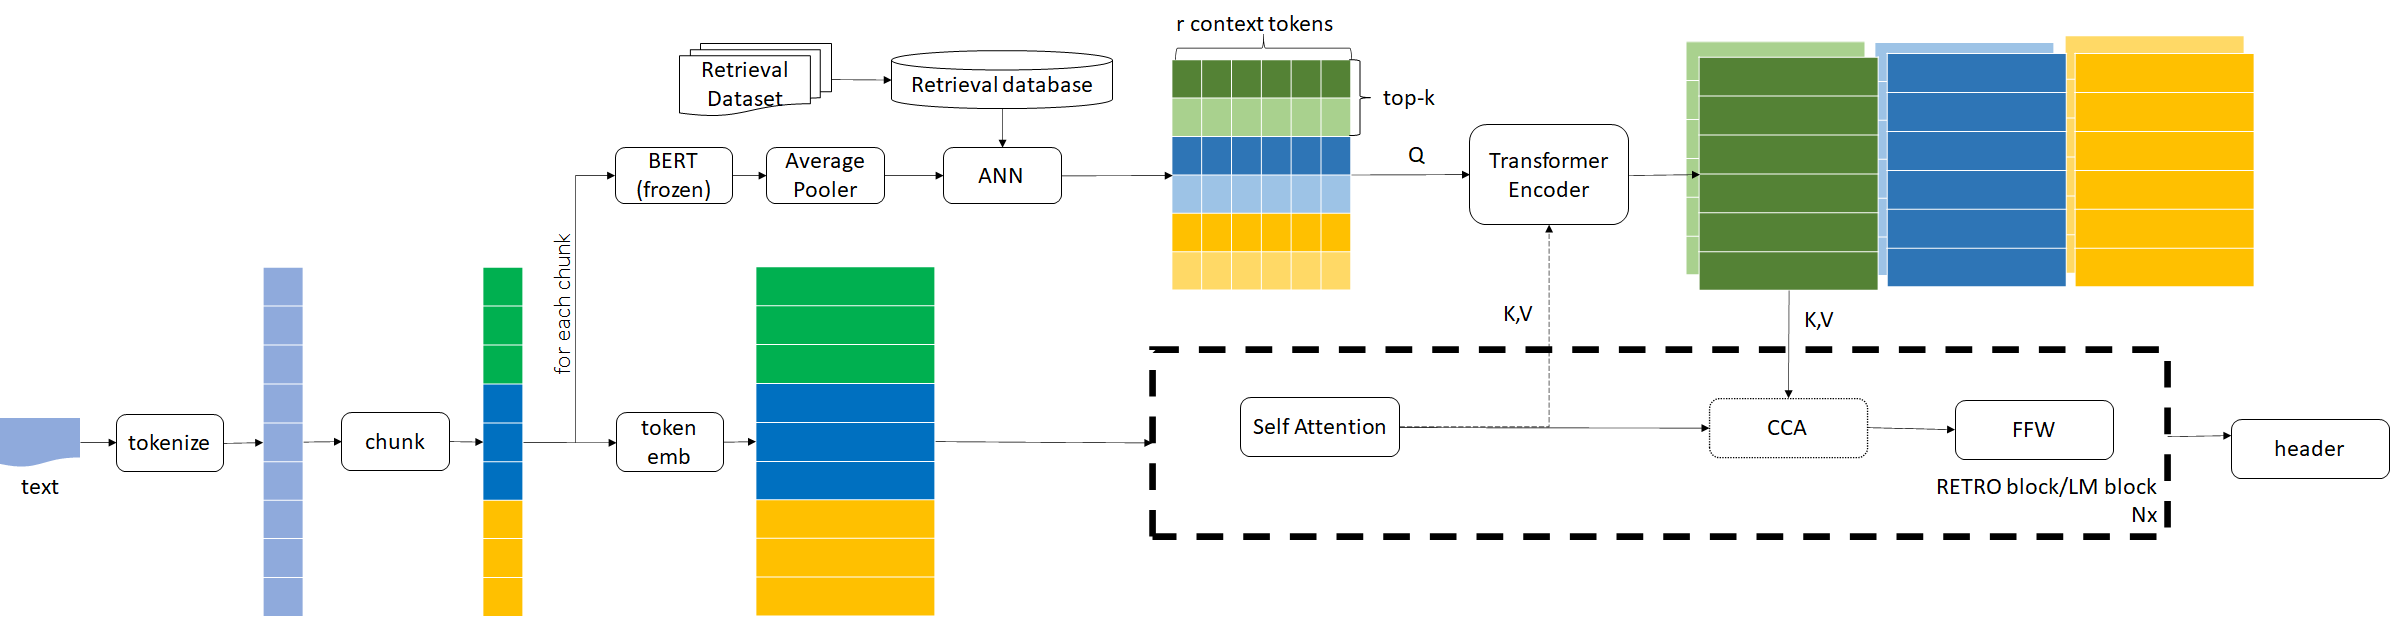 r context tokens
Retrieval
Dataset
Retrieval database
top-k
BERT
(frozen)
Average
Pooler
ANN
Q
Transformer
Encoder
for each chunk
K,V
K,V
text
tokenize
chunk
token
emb
Self Attention
CCA
FFW
RETRO block/LM block
Nx
header